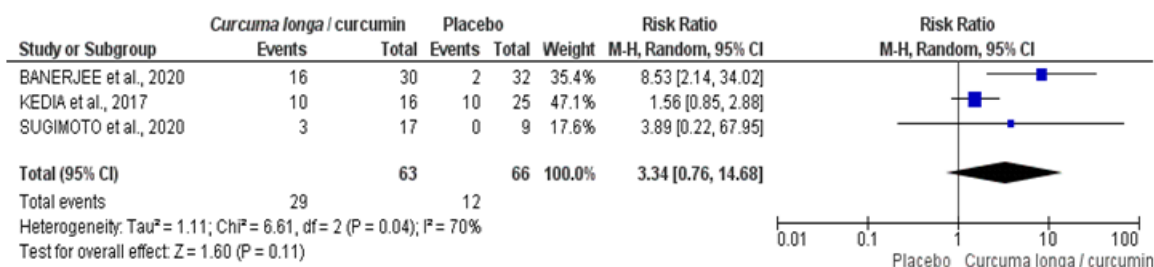 Curcuma longa / curcumin Placebo Risk Ratio Risk Ratio
Study or Subgroup Events Total Events Total Weight M-H, Random, 95% CI M-H, Random, 95% CI
BANERJEE et al., 2020 16 30 2 32 35.4% 8.53 [2.14, 34.02]
KEDIA et al., 2017 10 16 10 25 47.1% 1.56 [0.85, 2.88]
SUGIMOTO et al., 2020 3 17 0 9 17.6% 3.89 [0.22, 67.95]
Total (95% CI) 63 66 100.0% 3.34 [0.76, 14.68]
Total events 29 12
Heterogeneity: Tau² = 1.11; Chi² = 6.61, df = 2 (P = 0.04); I² = 70%
Test for overall effect: Z = 1.60 (P = 0.11)
0.01 0.1 1 10 100
Placebo Curcuma longa / curcumin